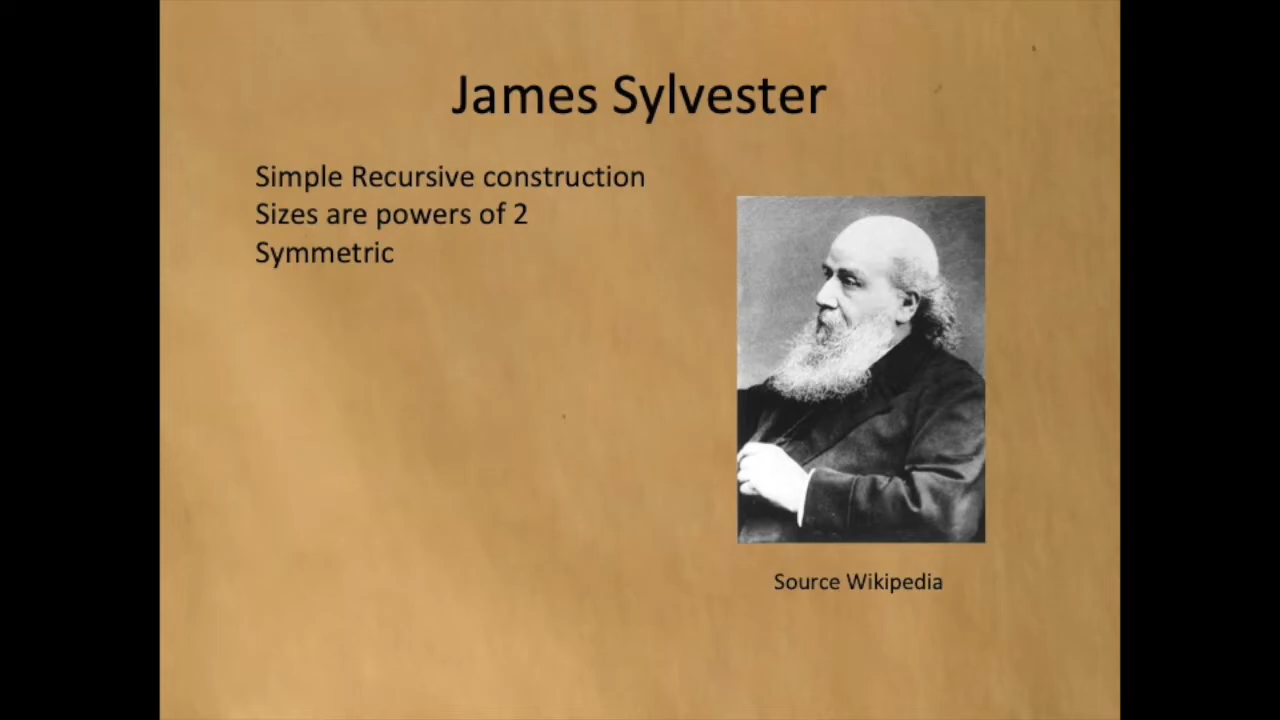 James Sylvester
Simple Recursive construction
Sizes are powers of 2
Symmetric
Source Wikipedia